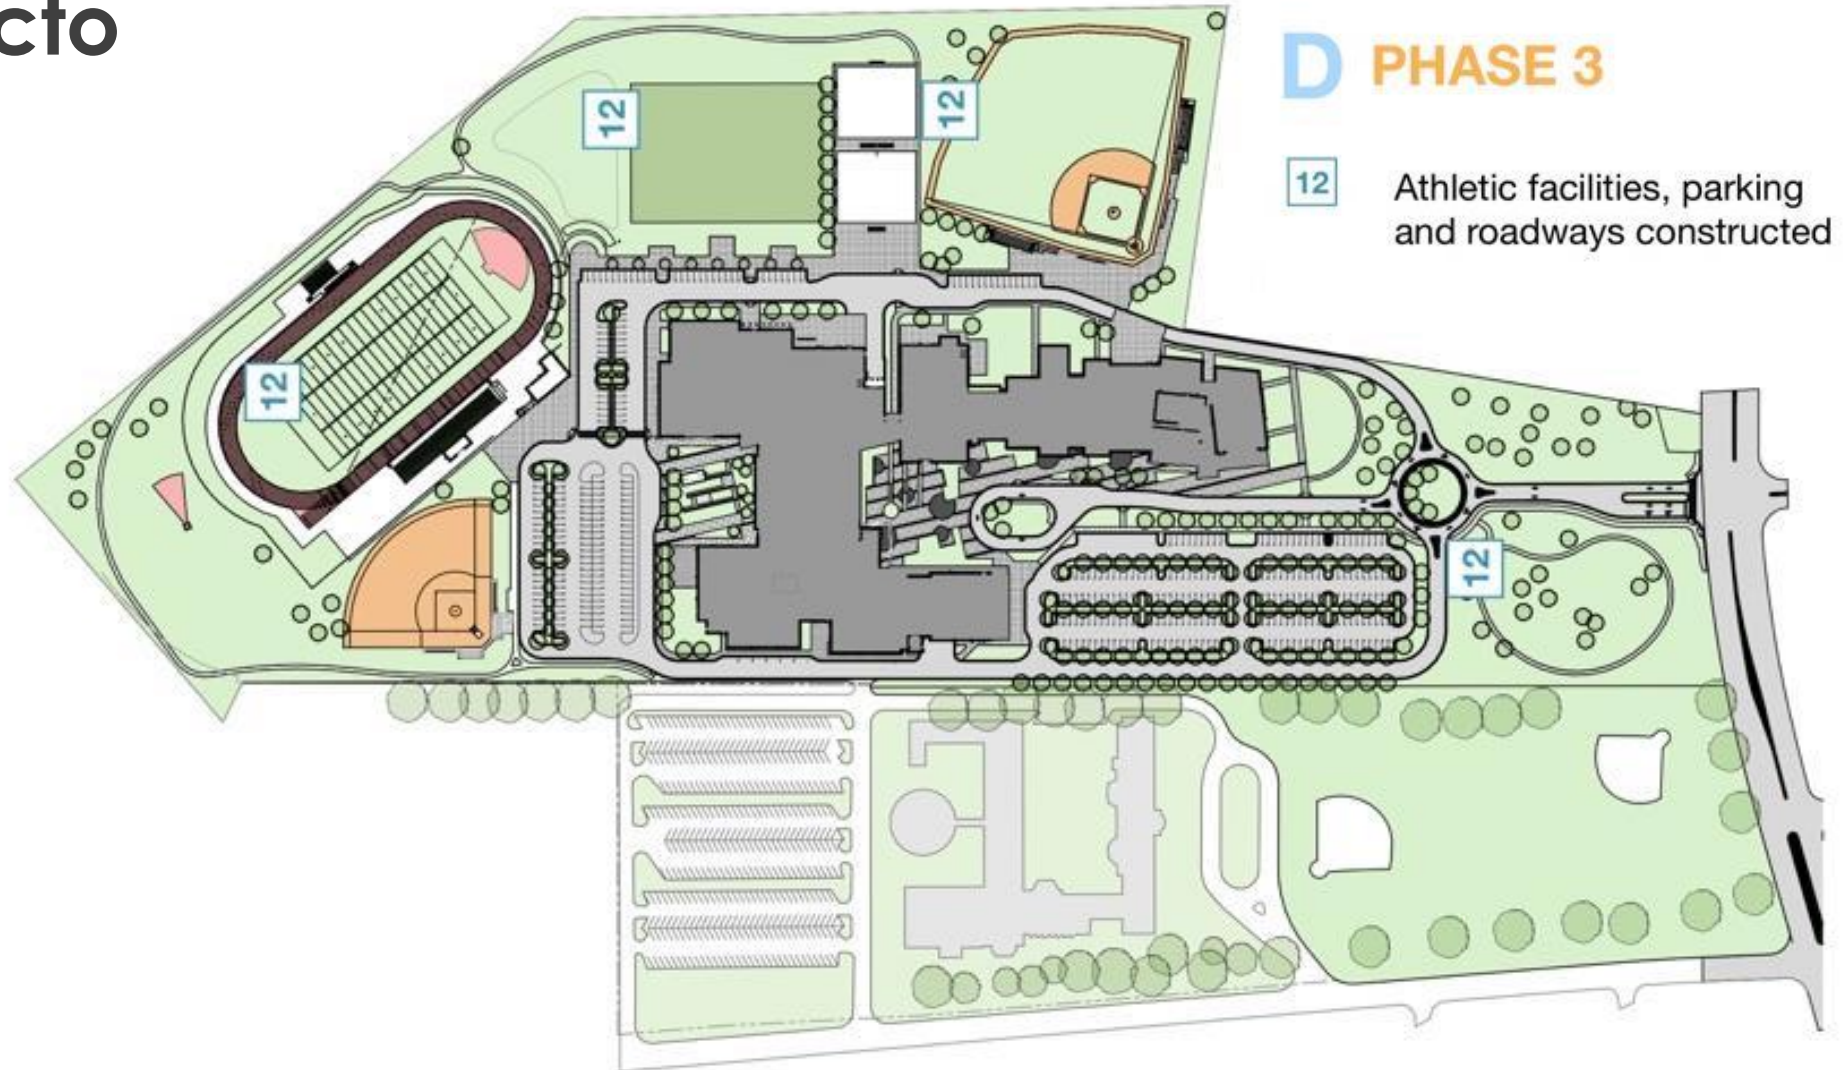 cto
D PHASE 3
12
12
12 Athletic facilities, parking
and roadways constructed
12
12